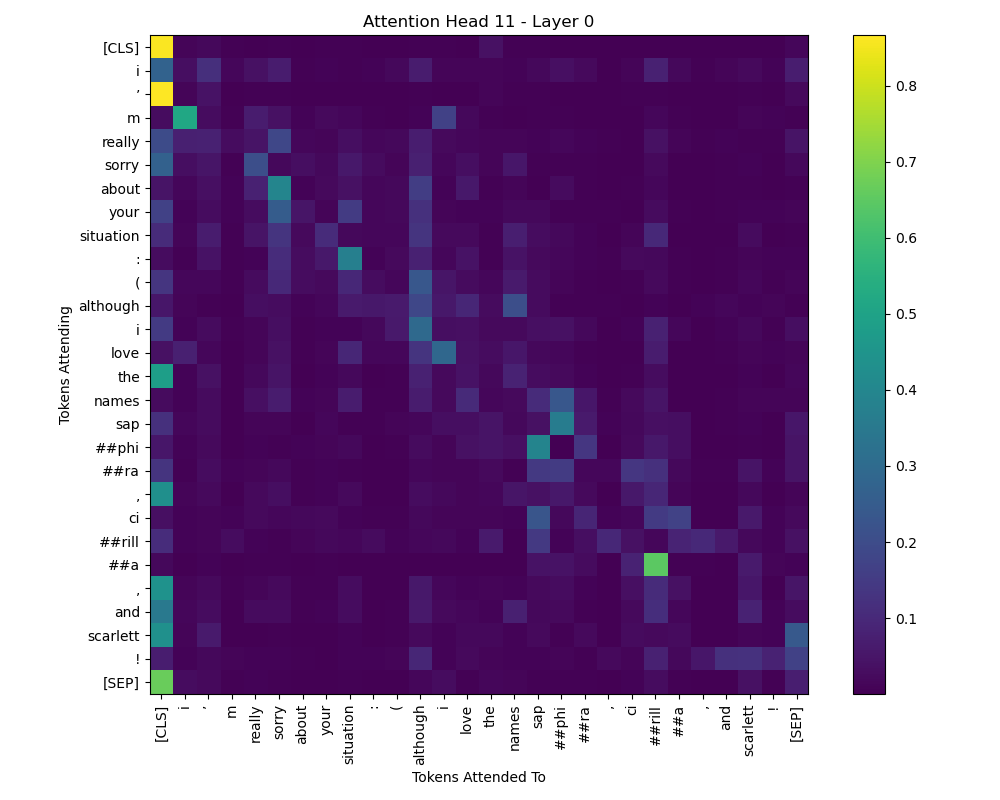 Attention Head 11 - Layer 0
Tokens Attending
[CLS]
i
’
m
really
sorry
about
your
situation
:
(
although
i
love
the
names
sap
##phi
##ra
,
ci
##rill
##a
,
and
scarlett
!
[SEP]
[CLS] i ’ m really sorry about your situation : ( although i love the names sap ##phi ##ra , ci ##rill ##a , and scarlett ! [SEP]
Tokens Attended To
0.8
0.7
0.6
0.5
0.4
0.3
0.2
0.1